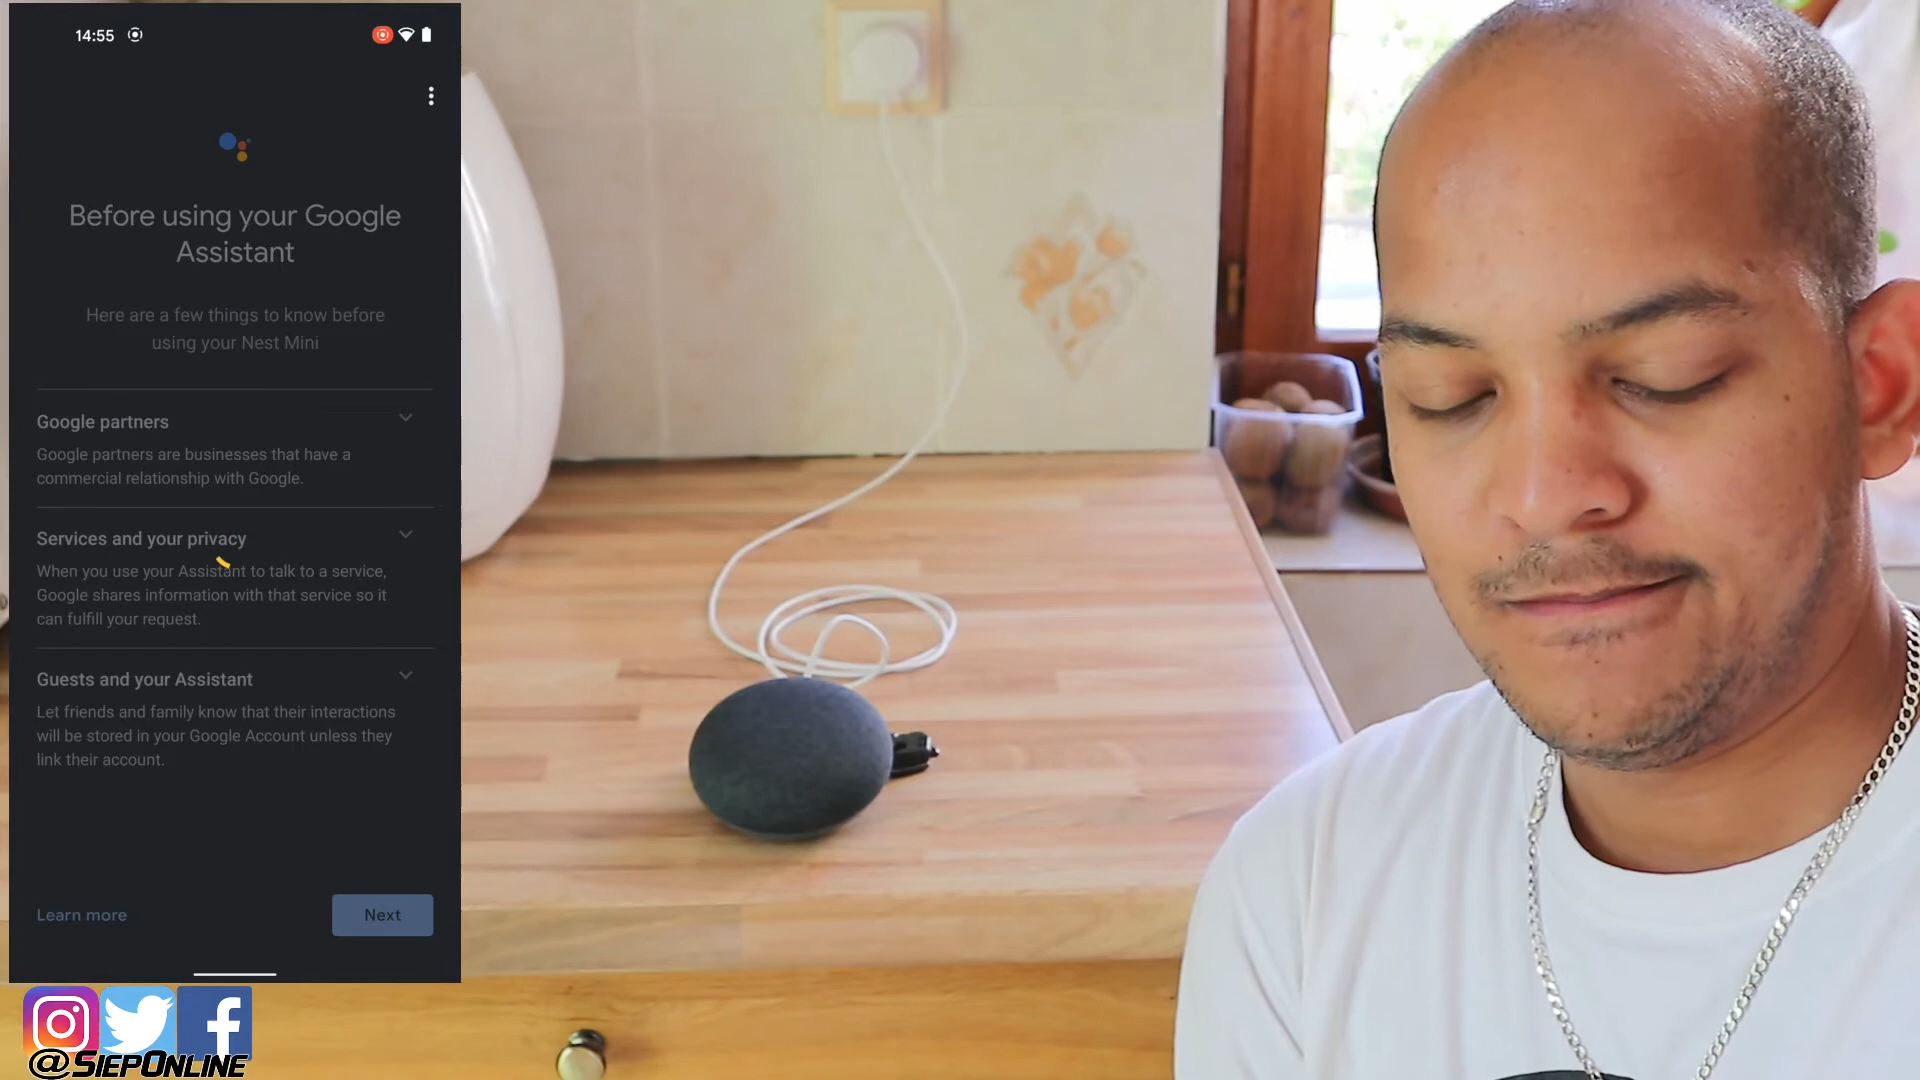 14:55
Before using your Google
Assistant
Here are a few things to know before
using your Nest Mini
Google partners
Google partners are businesses that have a
commercial relationship with Google.
Services and your privacy
When you use your Assistant to talk to a service,
Google shares information with that service so it
can fulfill your request.
Guests and your Assistant
Let friends and family know that their interactions
will be stored in your Google Account unless they
link their account.
Learn more
Next
@SiepOnline